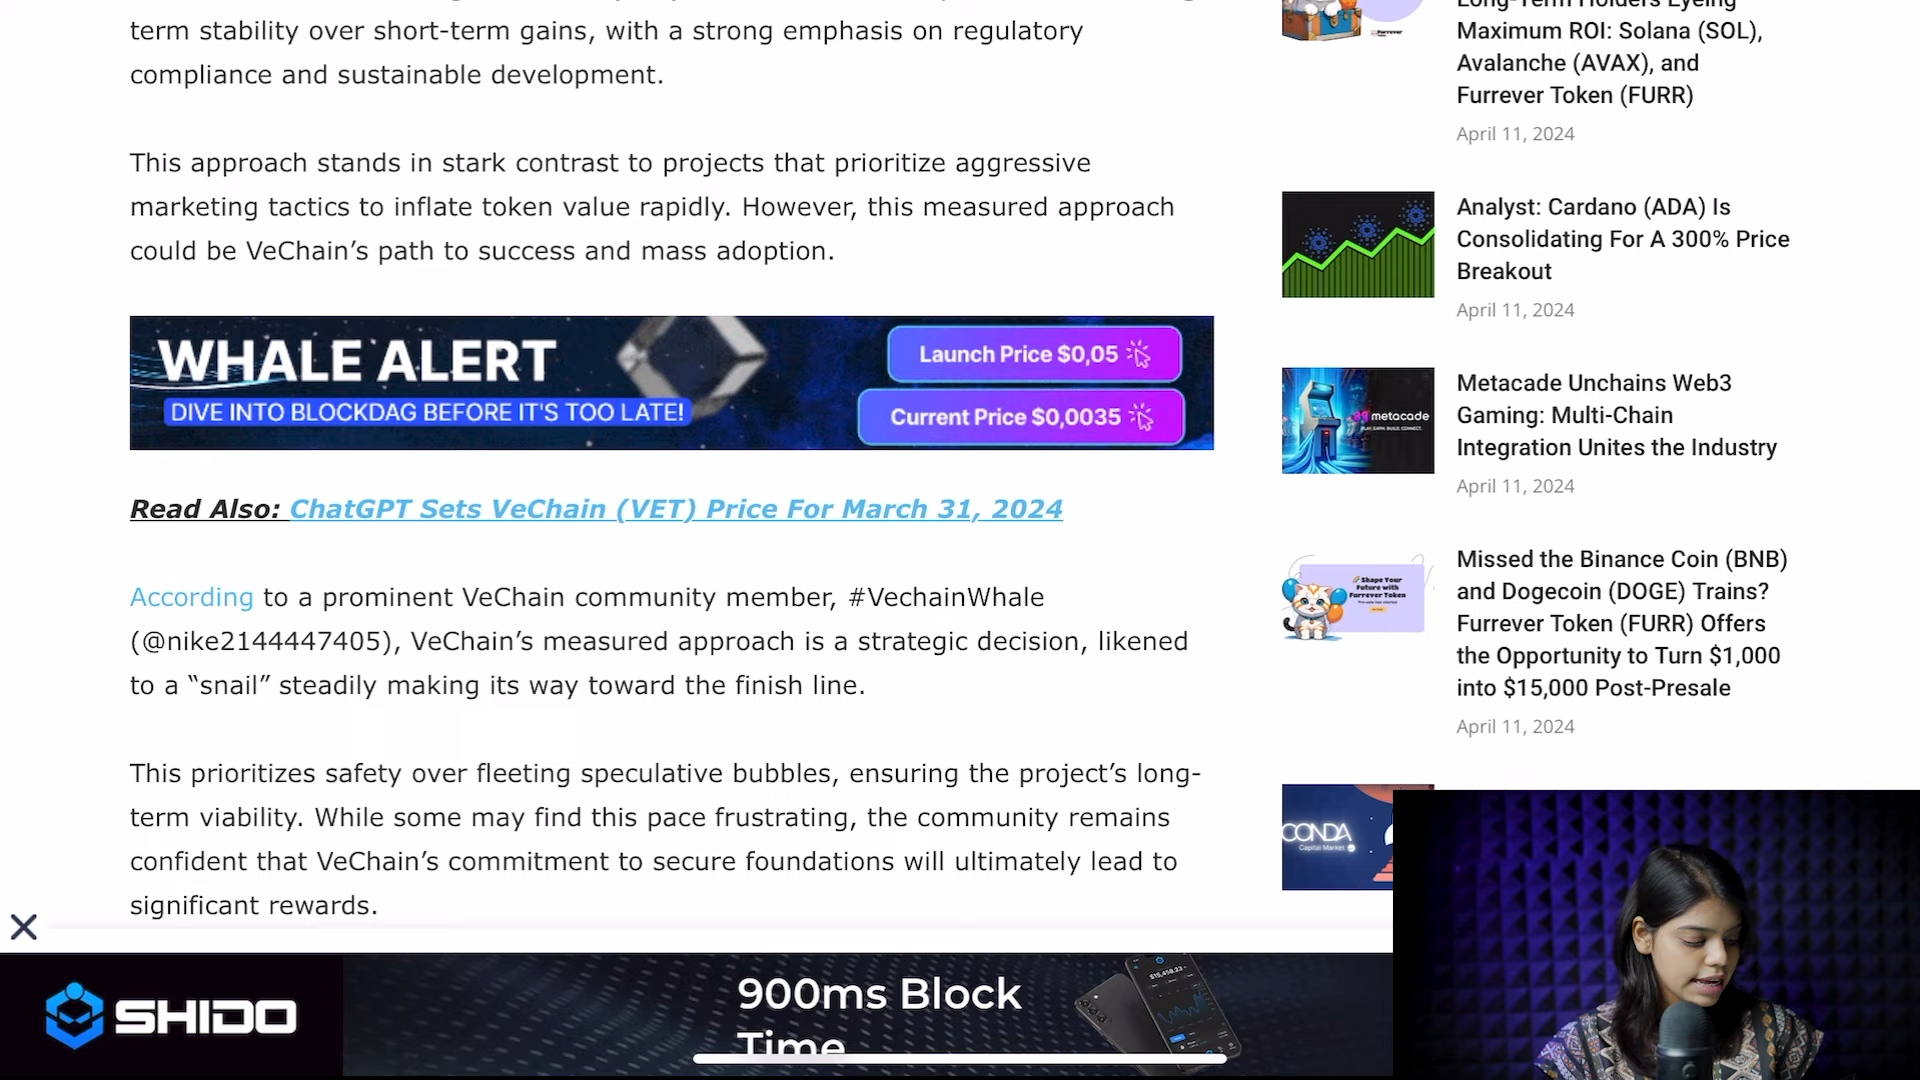 term stability over short-term gains, with a strong emphasis on regulatory
compliance and sustainable development.
This approach stands in stark contrast to projects that prioritize aggressive
marketing tactics to inflate token value rapidly. However, this measured approach
could be VeChain’s path to success and mass adoption.
WHALE ALERT
DIVE INTO BLOCKDAG BEFORE IT'S TOO LATE!
Launch Price $0,05
Current Price $0,0035
Read Also: ChatGPT Sets VeChain (VET) Price For March 31, 2024
According to a prominent VeChain community member, #VechainWhale
(@nike2144447405), VeChain’s measured approach is a strategic decision, likened
to a “snail” steadily making its way toward the finish line.
This prioritizes safety over fleeting speculative bubbles, ensuring the project’s long-
term viability. While some may find this pace frustrating, the community remains
confident that VeChain’s commitment to secure foundations will ultimately lead to
significant rewards.
Long-Term Holders Eyeing
Maximum ROI: Solana (SOL),
Avalanche (AVAX), and
Furrever Token (FURR)
April 11, 2024
Analyst: Cardano (ADA) Is
Consolidating For A 300% Price
Breakout
April 11, 2024
metacade
Metacade Unchains Web3
Gaming: Multi-Chain
Integration Unites the Industry
April 11, 2024
Shape Your
Future with
Furrever Token
Missed the Binance Coin (BNB)
and Dogecoin (DOGE) Trains?
Furrever Token (FURR) Offers
the Opportunity to Turn $1,000
into $15,000 Post-Presale
April 11, 2024
CONDA
Capital Market
SHIDO
900ms Block
Time